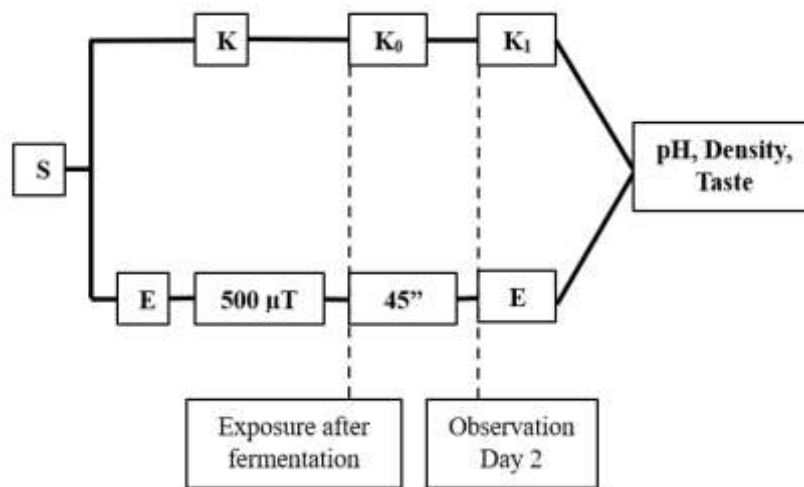 K
K₀
K₁
S
pH, Density,
Taste
E
500 µT
45”
E
Exposure after
fermentation
Observation
Day 2